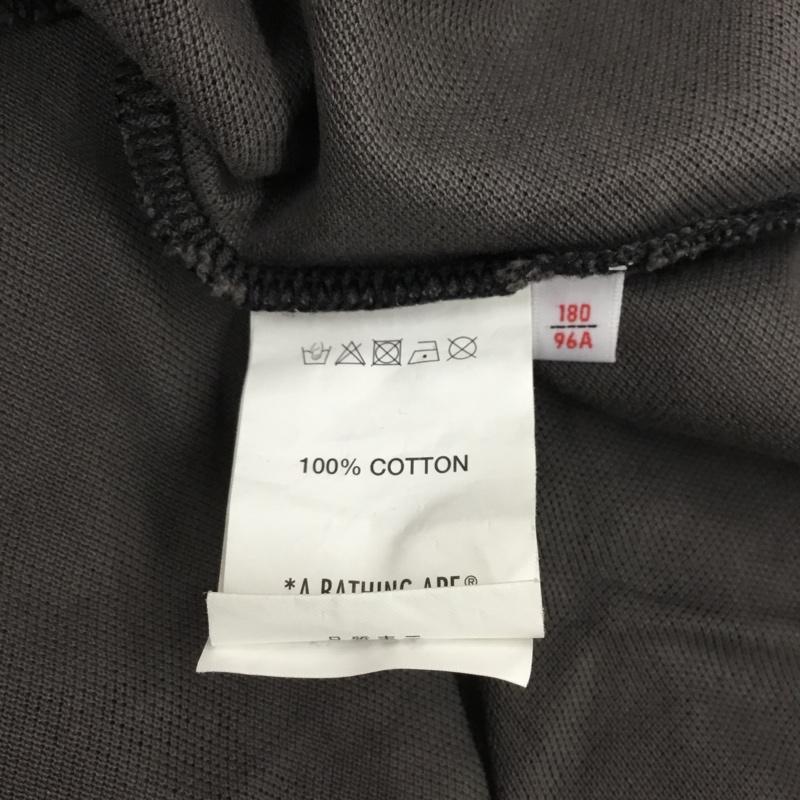 180
96A
100% COTTON
*A BATHING APE®